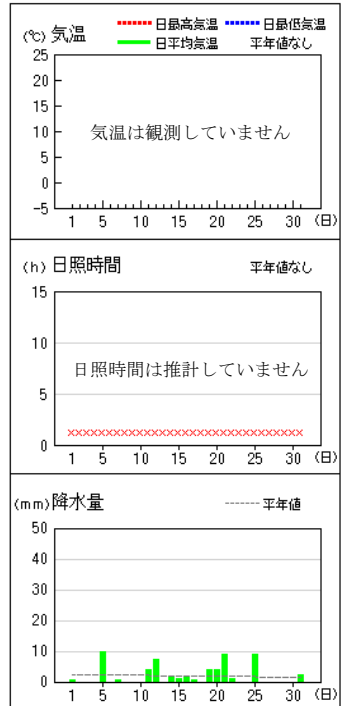 (℃) 気温 日最高気温 日最低気温
日平均気温 平年値なし
25
20
15
10
5
0
-5
気温は観測していません
1 5 10 15 20 25 30 (日)
(h) 日照時間 平年値なし
15
10
5
0
日照時間は推計していません
1 5 10 15 20 25 30 (日)
(mm) 降水量 平年値
50
40
30
20
10
0
1 5 10 15 20 25 30 (日)